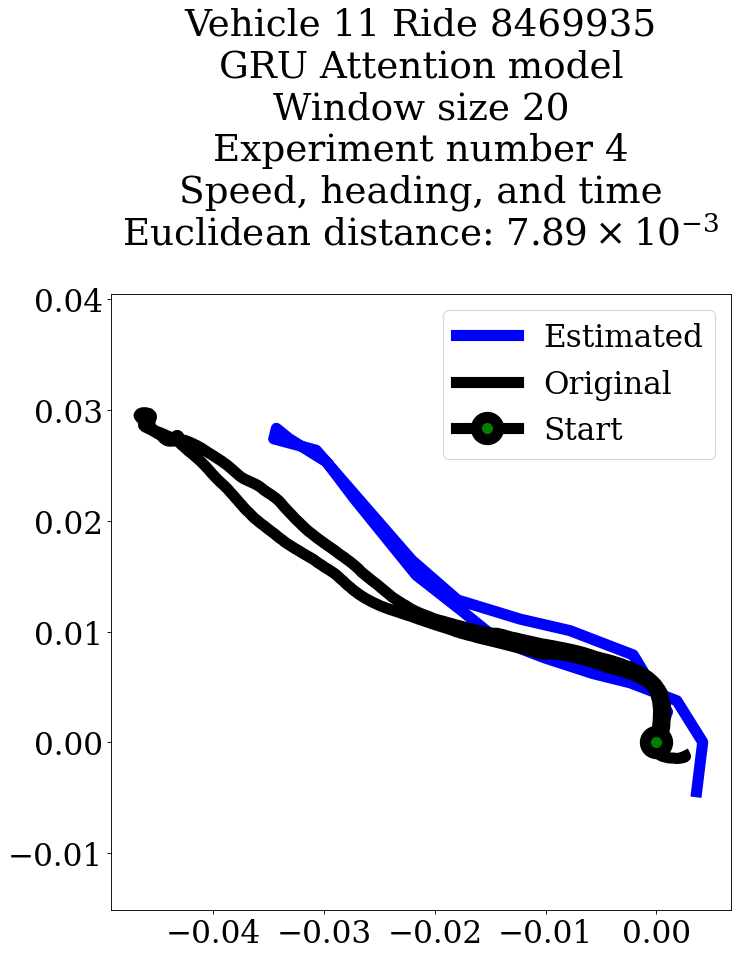 Vehicle 11 Ride 8469935
GRU Attention model
Window size 20
Experiment number 4
Speed, heading, and time
Euclidean distance: 7.89 × 10⁻³
Estimated
Original
Start
0.04
0.03
0.02
0.01
0.00
−0.01
−0.04 −0.03 −0.02 −0.01 0.00